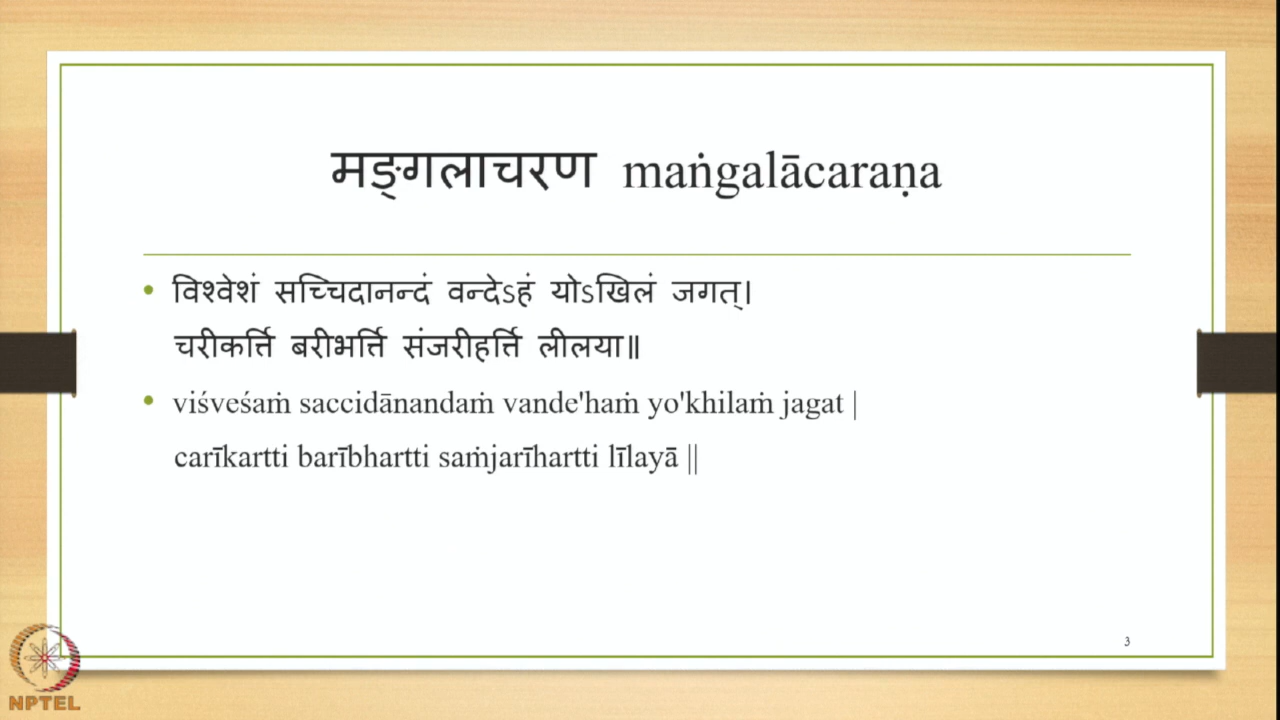 मङ्गलाचरण maṅgalācaraṇa
• विश्वेशं सच्चिदानन्दं वन्देऽहं योऽखिलं जगत्।
चरीकर्त्ति बरीभर्त्ति संजरीहर्त्ति लीलया॥
• viśveśaṁ saccidānandaṁ vande'haṁ yo'khilaṁ jagat |
carīkartti barībhartti saṁjarīhartti līlayā ||
3
NPTEL